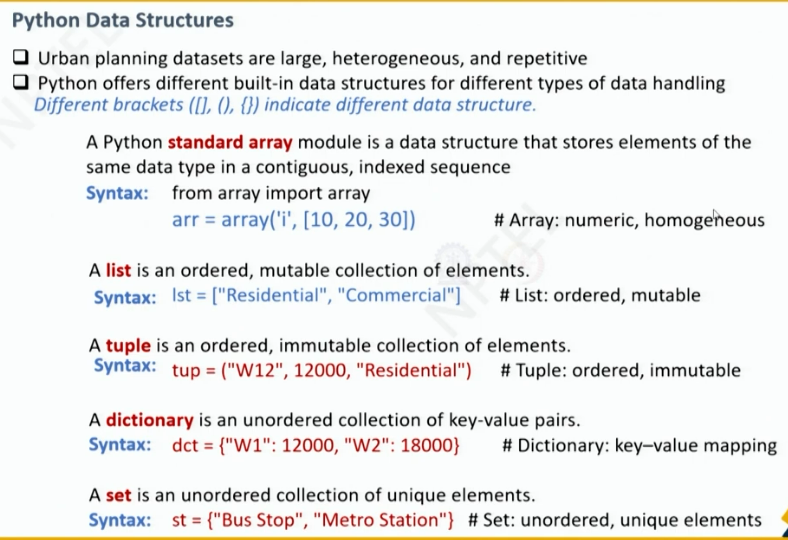 Python Data Structures
❑ Urban planning datasets are large, heterogeneous, and repetitive
❑ Python offers different built-in data structures for different types of data handling
Different brackets ([], (), {}) indicate different data structure.
A Python standard array module is a data structure that stores elements of the
same data type in a contiguous, indexed sequence
Syntax: from array import array
arr = array('i', [10, 20, 30]) # Array: numeric, homogeneous
A list is an ordered, mutable collection of elements.
Syntax: lst = ["Residential", "Commercial"] # List: ordered, mutable
A tuple is an ordered, immutable collection of elements.
Syntax: tup = ("W12", 12000, "Residential") # Tuple: ordered, immutable
A dictionary is an unordered collection of key-value pairs.
Syntax: dct = {"W1": 12000, "W2": 18000} # Dictionary: key–value mapping
A set is an unordered collection of unique elements.
Syntax: st = {"Bus Stop", "Metro Station"} # Set: unordered, unique elements